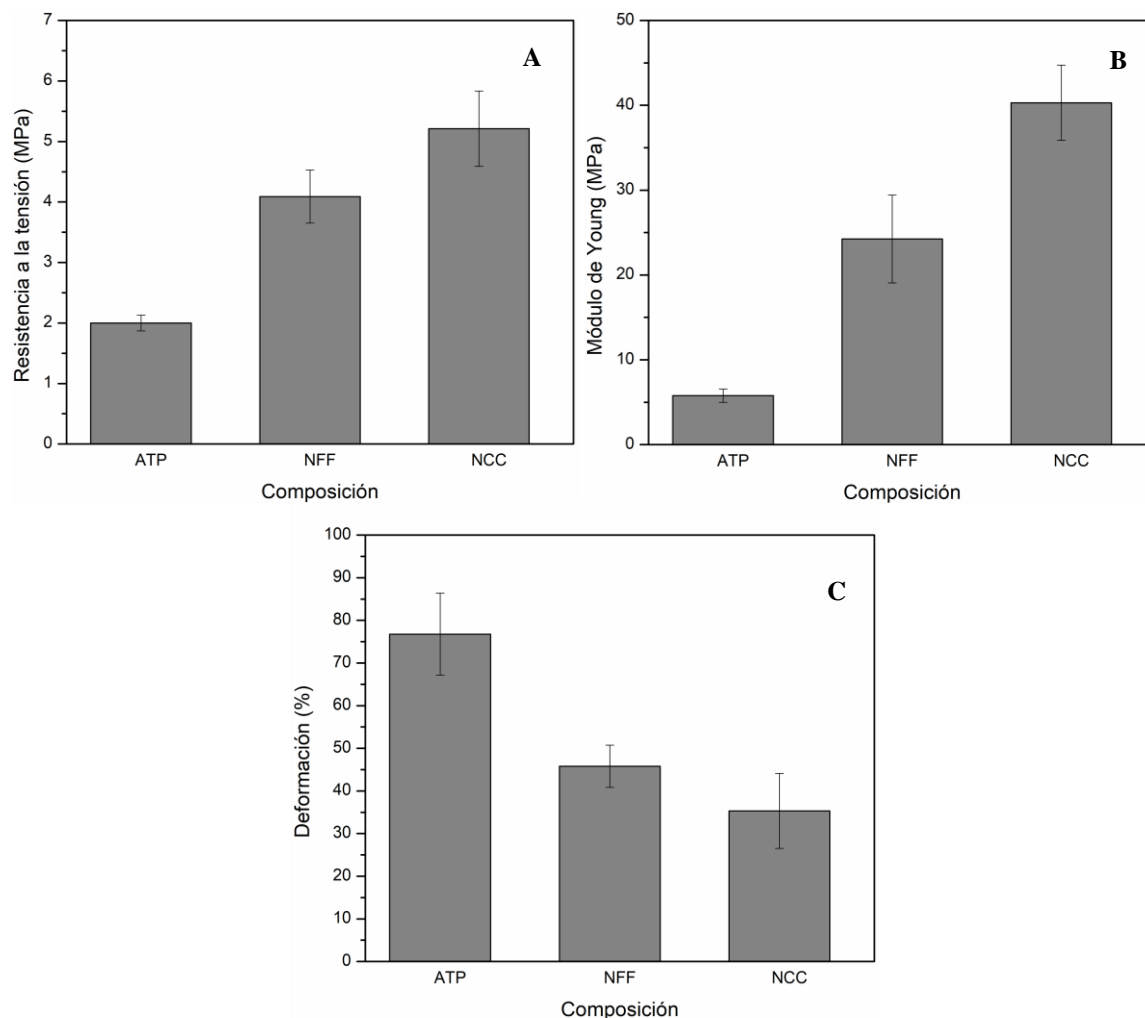 A
Resistencia a la tensión (MPa)
7
6
5
4
3
2
1
0
ATP NFF NCC
Composición
B
Módulo de Young (MPa)
50
40
30
20
10
0
ATP NFF NCC
Composición
C
Deformación (%)
100
90
80
70
60
50
40
30
20
10
0
ATP NFF NCC
Composición